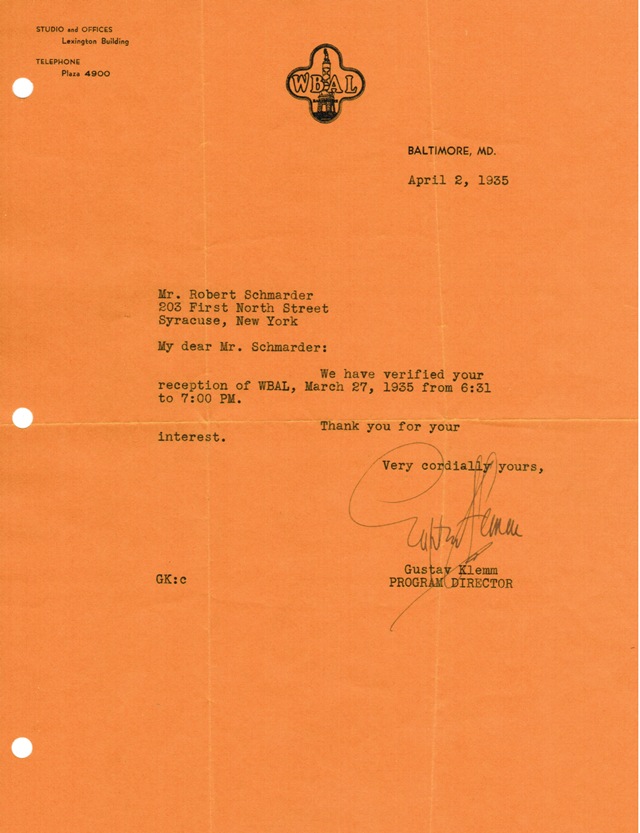 STUDIO and OFFICES
Lexington Building
TELEPHONE
Plaza 4900
WBAL
BALTIMORE, MD.
April 2, 1935
Mr. Robert Schmarder
203 First North Street
Syracuse, New York
My dear Mr. Schmarder:
We have verified your
reception of WBAL, March 27, 1935 from 6:31
to 7:00 PM.
Thank you for your
interest.
Very cordially yours,
Gustav Klemm
Gustav Klemm
PROGRAM DIRECTOR
GK:c